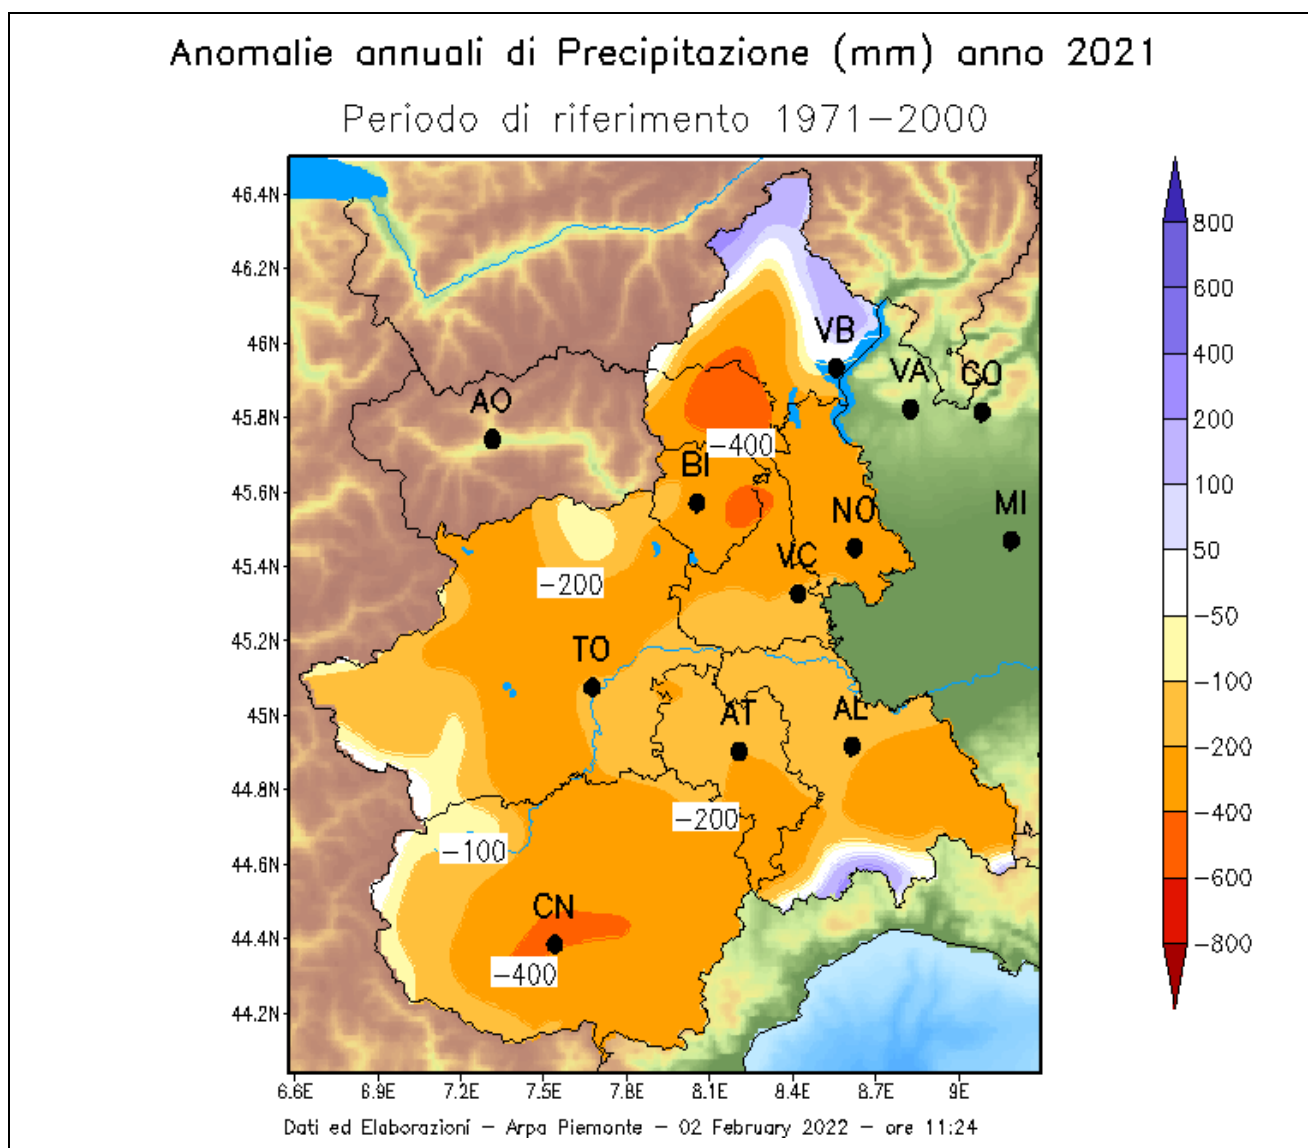 Anomalie annuali di Precipitazione (mm) anno 2021
Periodo di riferimento 1971-2000
46.4N
46.2N
46N
45.8N
45.6N
45.4N
45.2N
45N
44.8N
44.6N
44.4N
44.2N
VB
VA
CO
AO
-400
BI
MI
NO
VC
-200
TO
AT
AL
-200
-100
CN
-400
800
600
400
200
100
50
-50
-100
-200
-400
-600
-800
6.6E 6.9E 7.2E 7.5E 7.8E 8.1E 8.4E 8.7E 9E
Dati ed Elaborazioni - Arpa Piemonte - 02 February 2022 - ore 11:24